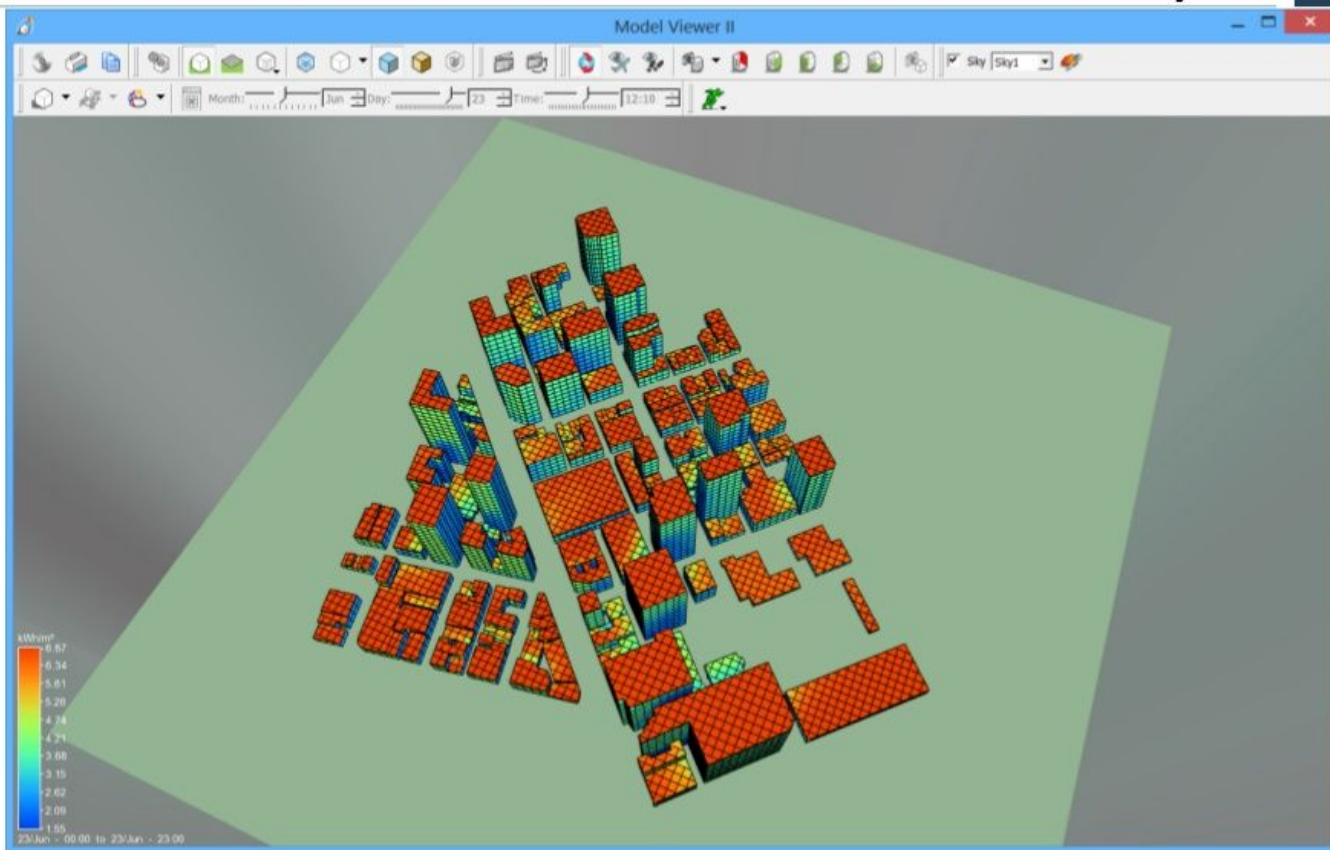 Model Viewer II
Sky Sky1
Month: Jun Day: 23 Time: 12:10
kWh/m²
6.87
6.34
5.81
5.28
4.74
4.21
3.68
3.15
2.62
2.09
1.55
23/Jun - 00:00 to 23/Jun - 23:00